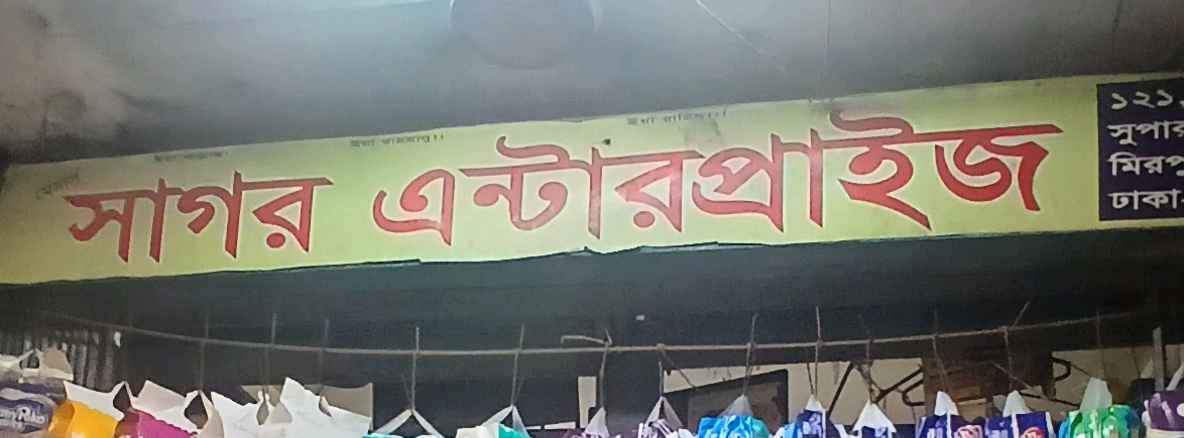 সাগর এন্টারপ্রাইজ
১২১,
সুপার
মিরপু
ঢাকা-